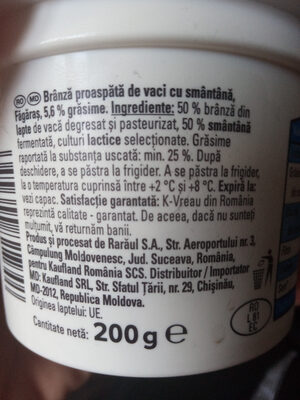 RO MD Brânză proaspătă de vaci cu smântână,
Făgăraș, 5,6 % grăsime. Ingrediente: 50 % brânză din
lapte de vacă degresat și pasteurizat, 50 % smântână
fermentată, culturi lactice selecționate. Grăsime
raportată la substanța uscată: min. 25 %. După
deschidere, a se păstra la frigider. A se păstra la frigider,
la o temperatură cuprinsă între +2 °C și +8 °C. Expiră la:
vezi capac. Satisfacție garantată: K-Vreau din România
reprezintă calitate - garantat. De aceea, dacă nu sunteți
mulțumit, vă returnăm banii.
Produs și procesat de Rarăul S.A., Str. Aeroportului nr. 3,
Câmpulung Moldovenesc, Jud. Suceava, România,
pentru Kaufland România SCS. Distribuitor / Importator
MD: Kaufland SRL, Str. Sfatul Țării, nr. 29, Chișinău,
MD-2012, Republica Moldova.
Originea laptelui: UE.
Cantitate netă: 200 g e
RO
L 81
EC